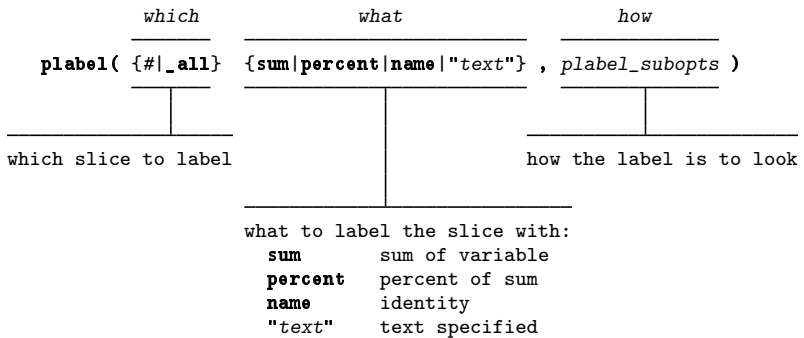 which what how
plabel( {#|_all} {sum|percent|name|"text"} , plabel_subopts )
which slice to label how the label is to look
what to label the slice with:
sum sum of variable
percent percent of sum
name identity
"text" text specified